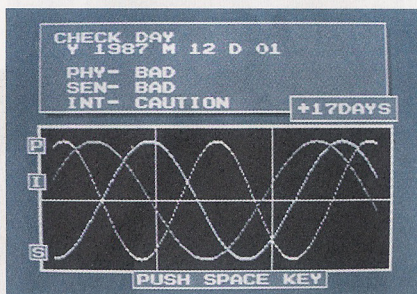 CHECK DAY
Y 1987 M 12 D 01
PHY- BAD
SEN- BAD
INT- CAUTION
+17DAYS
P
I
S
PUSH SPACE KEY